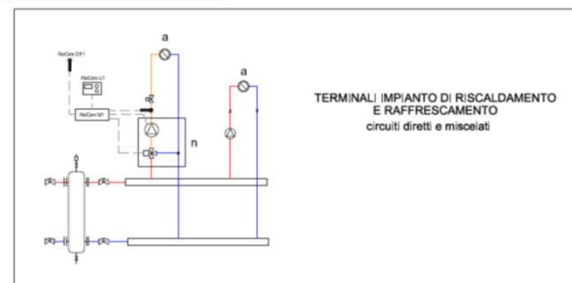 a
a
n
TERMINALI IMPIANTO DI RISCALDAMENTO
E RAFFRESCAMENTO
circuiti diretti e miscelati